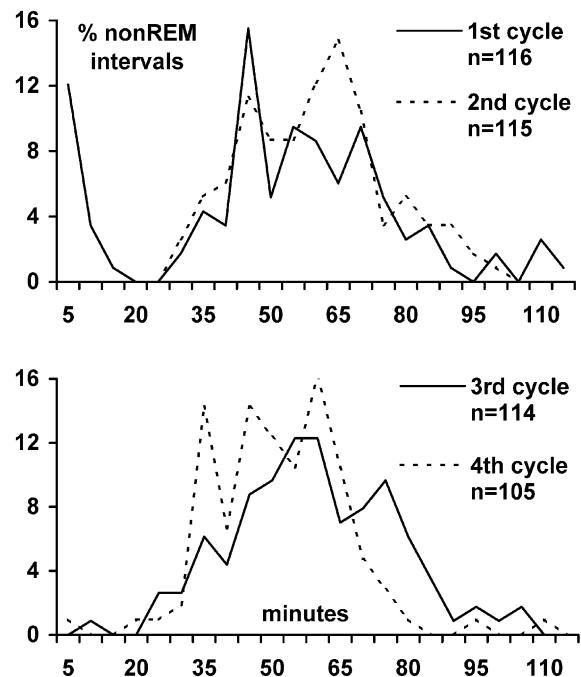 16
12
8
4
0
% nonREM
intervals
1st cycle
n=116
2nd cycle
n=115
5 20 35 50 65 80 95 110
16
12
8
4
0
3rd cycle
n=114
4th cycle
n=105
minutes
5 20 35 50 65 80 95 110